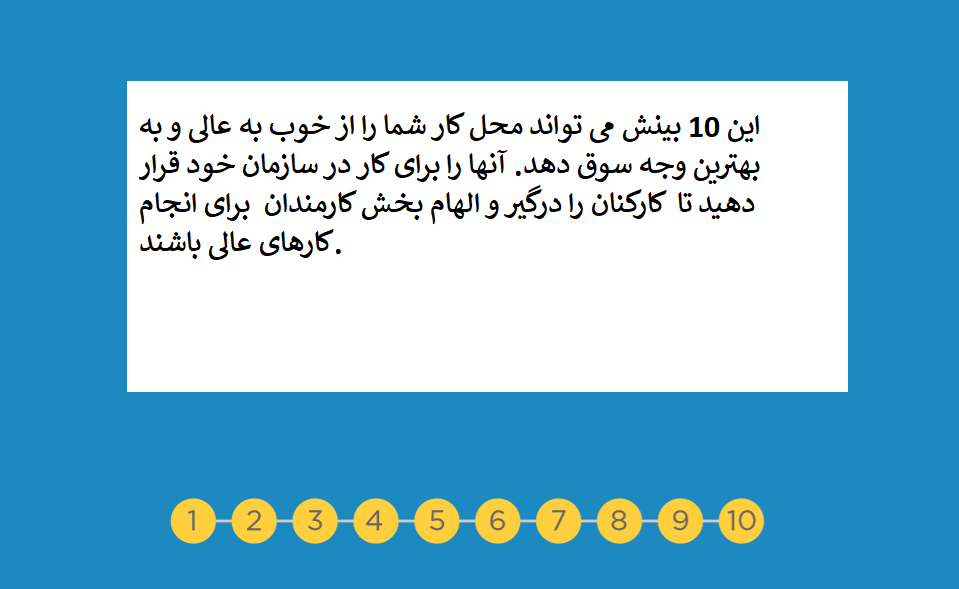 این 10 بینش می تواند محل کار شما را از خوب به عالی و به
بهترین وجه سوق دهد. آنها را برای کار در سازمان خود قرار
دهید تا کارکنان را درگیر و الهام بخش کارمندان برای انجام
کارهای عالی باشند.
1 2 3 4 5 6 7 8 9 10